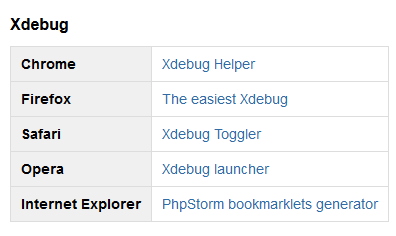 Xdebug
Chrome Xdebug Helper
Firefox The easiest Xdebug
Safari Xdebug Toggler
Opera Xdebug launcher
Internet Explorer PhpStorm bookmarklets generator